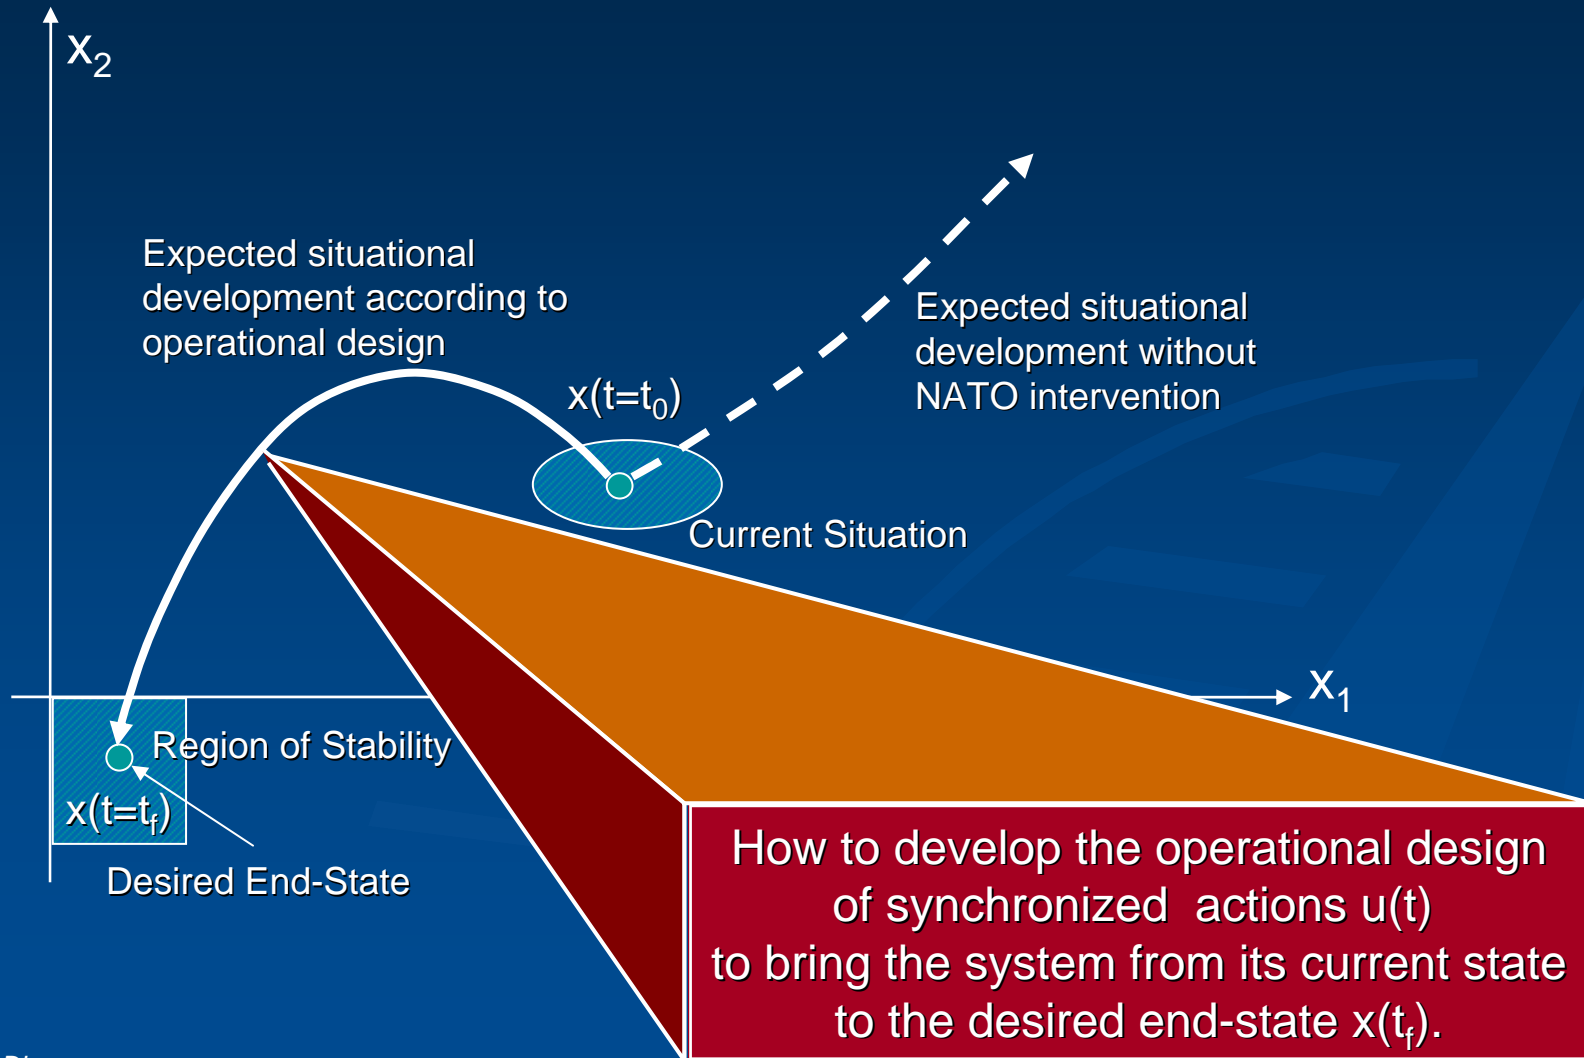 x₂
Expected situational
development according to
operational design
Expected situational
development without
NATO intervention
x(t=t₀)
Current Situation
x₁
Region of Stability
x(t=t_f)
Desired End-State
How to develop the operational design
of synchronized actions u(t)
to bring the system from its current state
to the desired end-state x(t_f).